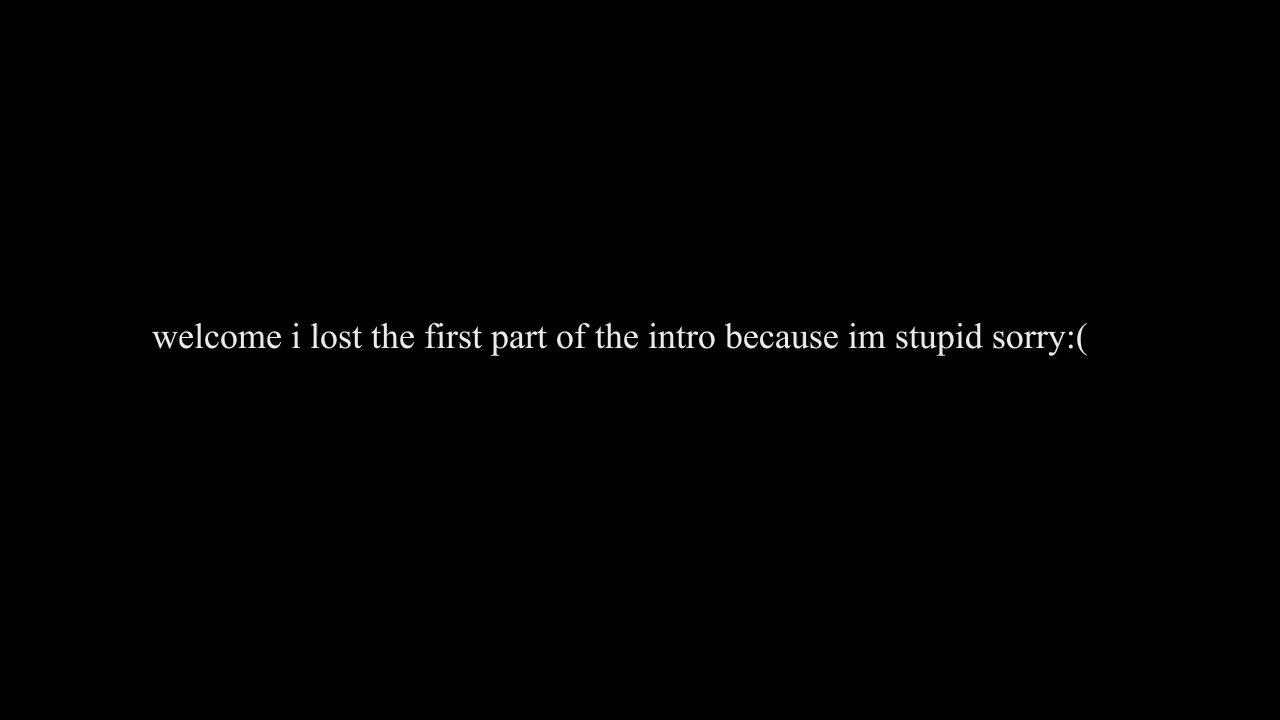 welcome i lost the first part of the intro because im stupid sorry:(